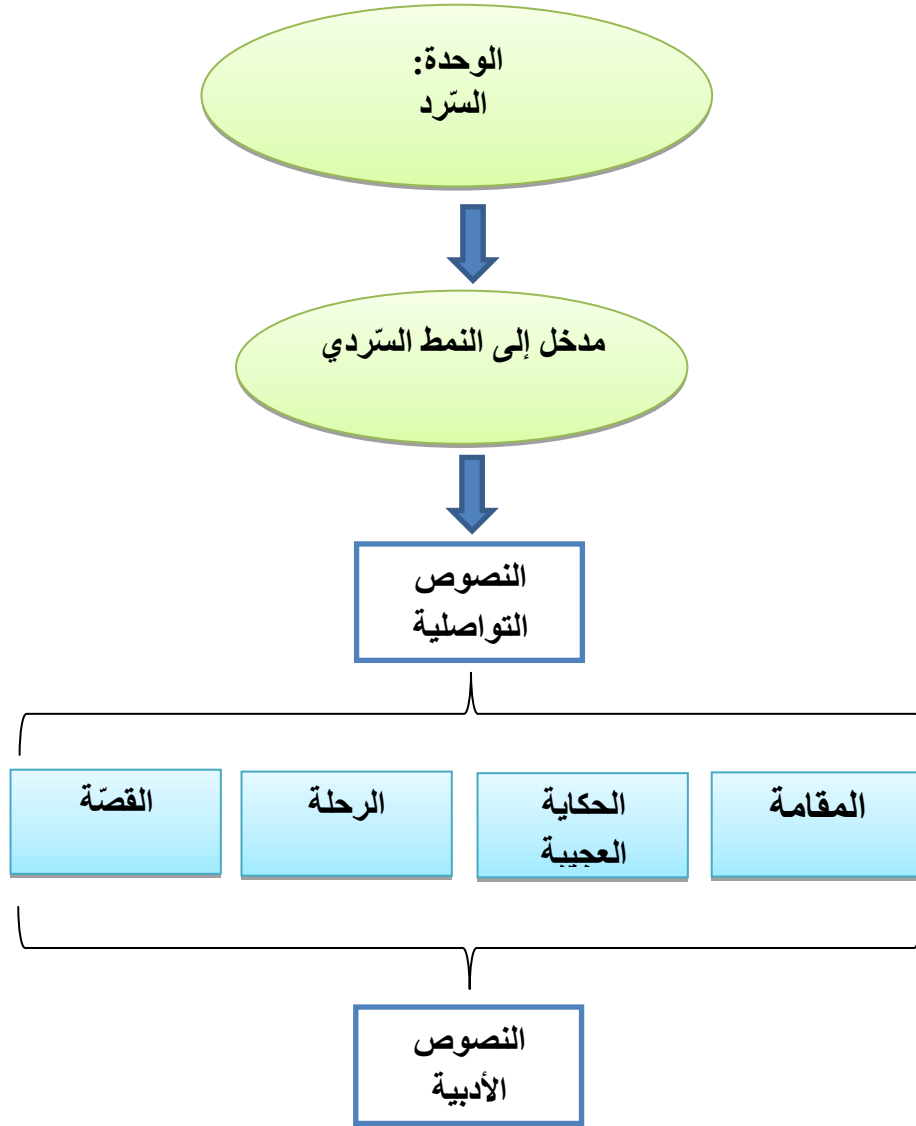 الوحدة:
السّرد
مدخل إلى النمط السّردي
النصوص
التواصلية
المقامة
الحكاية
العجيبة
الرحلة
القصّة
النصوص
الأدبية